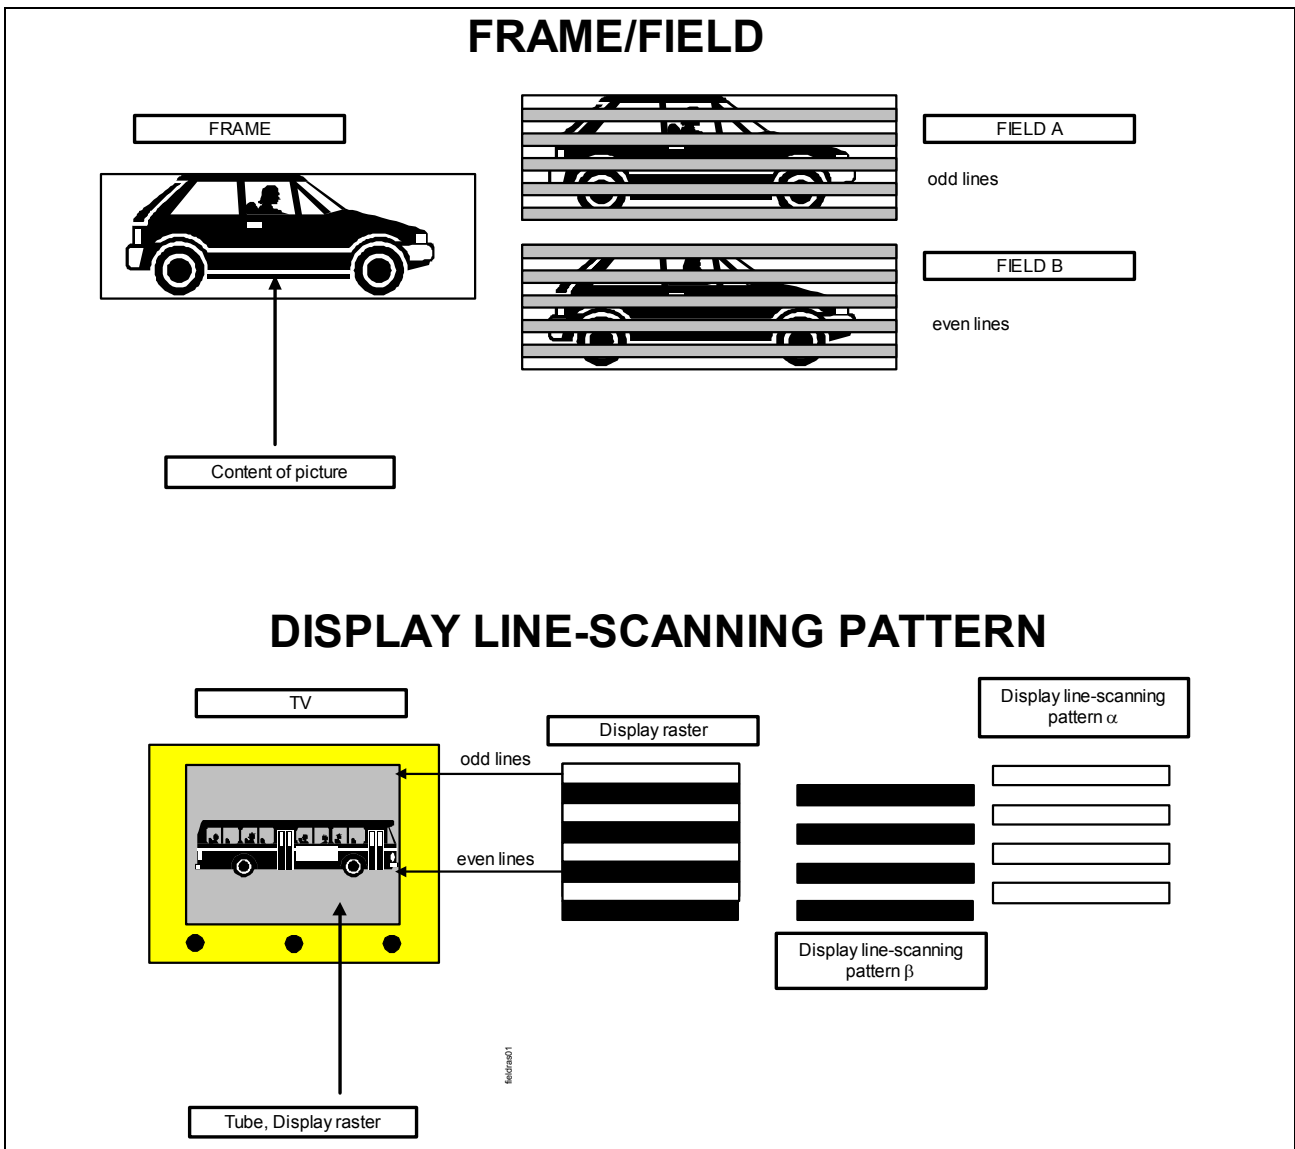 FRAME/FIELD
FRAME
FIELD A
odd lines
FIELD B
even lines
Content of picture
DISPLAY LINE-SCANNING PATTERN
TV
Display raster
Display line-scanning
pattern α
odd lines
even lines
Display line-scanning
pattern β
fieldras01
Tube, Display raster